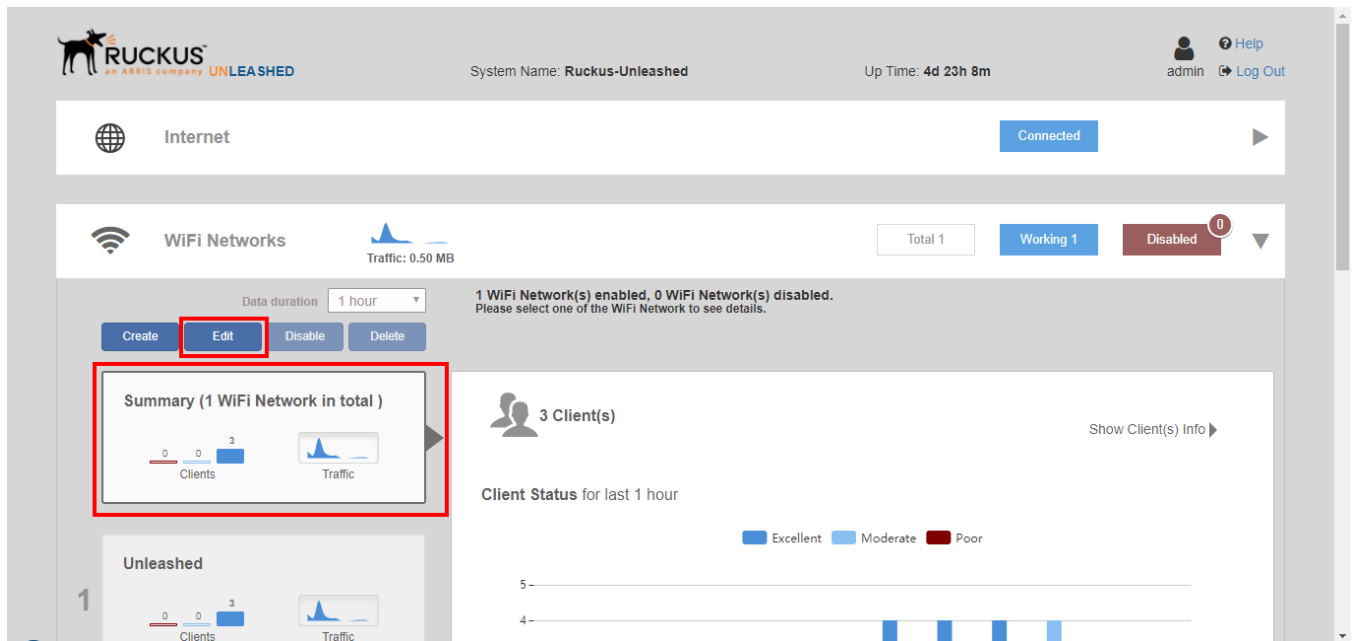 RUCKUS™
an ARRIS company UNLEASHED
System Name: Ruckus-Unleashed
Up Time: 4d 23h 8m
admin
Help
Log Out
Internet
Connected
WiFi Networks
Traffic: 0.50 MB
Total 1
Working 1
Disabled
0
Data duration 1 hour
1 WiFi Network(s) enabled, 0 WiFi Network(s) disabled.
Please select one of the WiFi Network to see details.
Create Edit Disable Delete
Summary (1 WiFi Network in total )
0 0 3
Clients Traffic
3 Client(s)
Show Client(s) Info
Client Status for last 1 hour
Excellent Moderate Poor
5
4
1
Unleashed
0 0 3
Clients Traffic